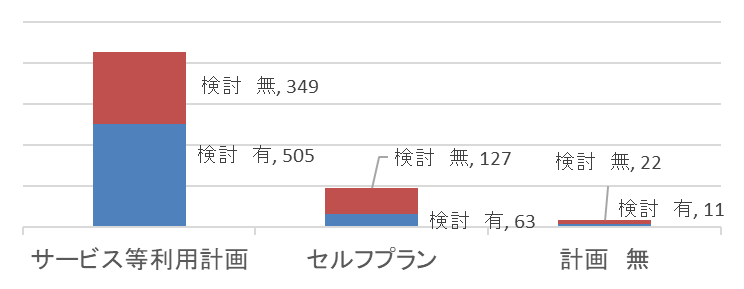 検討　無, 349
検討　有, 505
検討　無, 127
検討　有, 63
検討　無, 22
検討　有, 11
サービス等利用計画
セルフプラン
計画　無